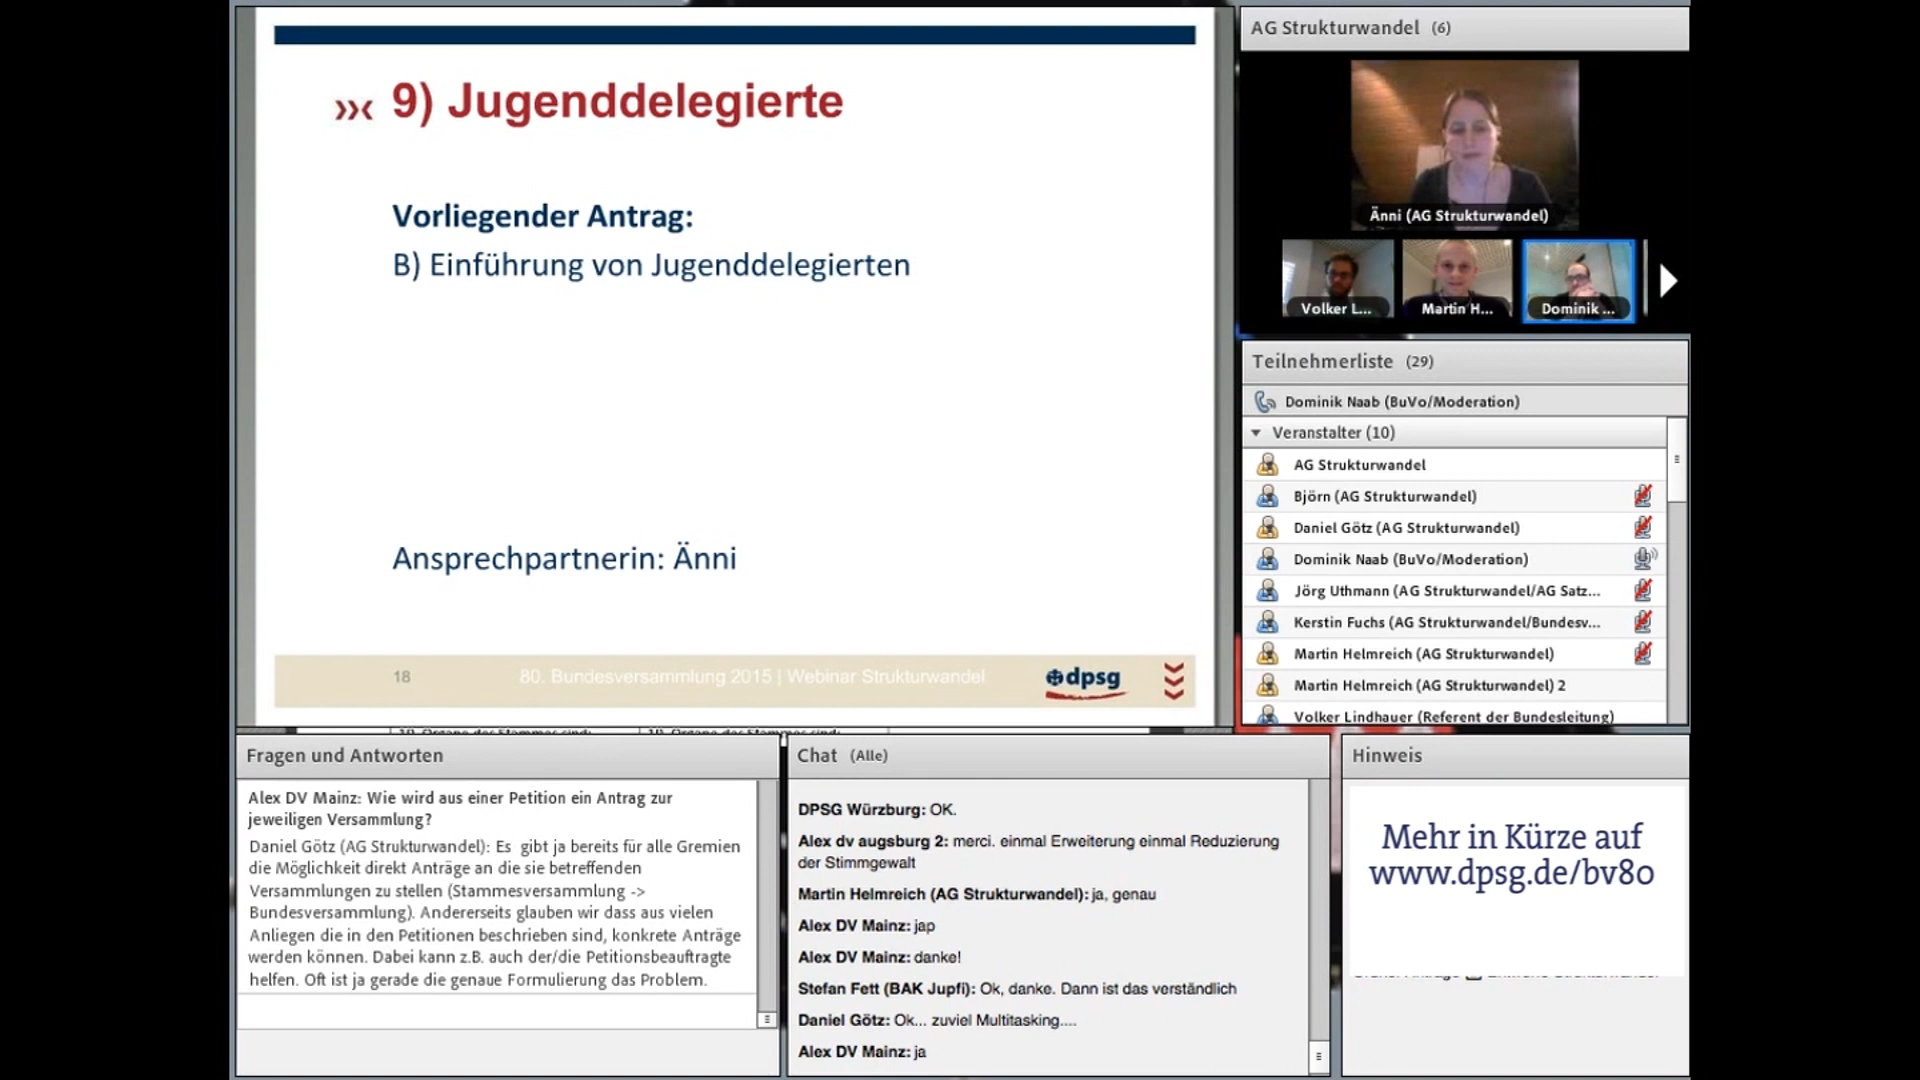 9) Jugenddelegierte
Vorliegender Antrag:
B) Einführung von Jugenddelegierten
Ansprechpartnerin: Änni
18
80. Bundesversammlung 2015 | Webinar Strukturwandel
dpsg
AG Strukturwandel (6)
Änni (AG Strukturwandel)
Volker L...
Martin H...
Dominik ...
Teilnehmerliste (29)
Dominik Naab (BuVo/Moderation)
Veranstalter (10)
AG Strukturwandel
Björn (AG Strukturwandel)
Daniel Götz (AG Strukturwandel)
Dominik Naab (BuVo/Moderation)
Jörg Uthmann (AG Strukturwandel/AG Satz...
Kerstin Fuchs (AG Strukturwandel/Bundesv...
Martin Helmreich (AG Strukturwandel)
Martin Helmreich (AG Strukturwandel) 2
Volker Lindhauer (Referent der Bundesleitung)
Fragen und Antworten
Alex DV Mainz: Wie wird aus einer Petition ein Antrag zur
jeweiligen Versammlung?
Daniel Götz (AG Strukturwandel): Es gibt ja bereits für alle Gremien
die Möglichkeit direkt Anträge an die sie betreffenden
Versammlungen zu stellen (Stammesversammlung ->
Bundesversammlung). Andererseits glauben wir dass aus vielen
Anliegen die in den Petitionen beschrieben sind, konkrete Anträge
werden können. Dabei kann z.B. auch der/die Petitionsbeauftragte
helfen. Oft ist ja gerade die genaue Formulierung das Problem.
Chat (Alle)
DPSG Würzburg: OK.
Alex dv augsburg 2: merci. einmal Erweiterung einmal Reduzierung
der Stimmgewalt
Martin Helmreich (AG Strukturwandel): ja, genau
Alex DV Mainz: jap
Alex DV Mainz: danke!
Stefan Fett (BAK Jupfi): Ok, danke. Dann ist das verständlich
Daniel Götz: Ok... zuviel Multitasking....
Alex DV Mainz: ja
Hinweis
Mehr in Kürze auf
www.dpsg.de/bv80